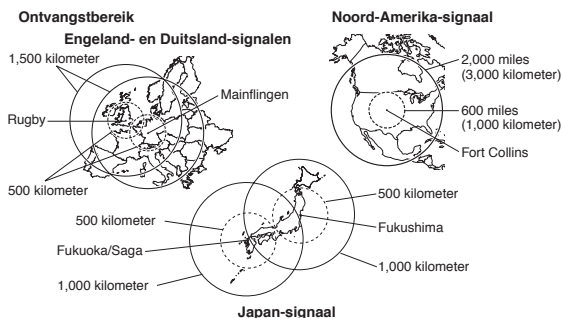 Ontvangstbereik
Engeland- en Duitsland-signalen
1,500 kilometer
Mainflingen
Rugby
500 kilometer
Noord-Amerika-signaal
2,000 miles
(3,000 kilometer)
600 miles
(1,000 kilometer)
Fort Collins
500 kilometer
500 kilometer
Fukushima
Fukuoka/Saga
1,000 kilometer
1,000 kilometer
Japan-signaal